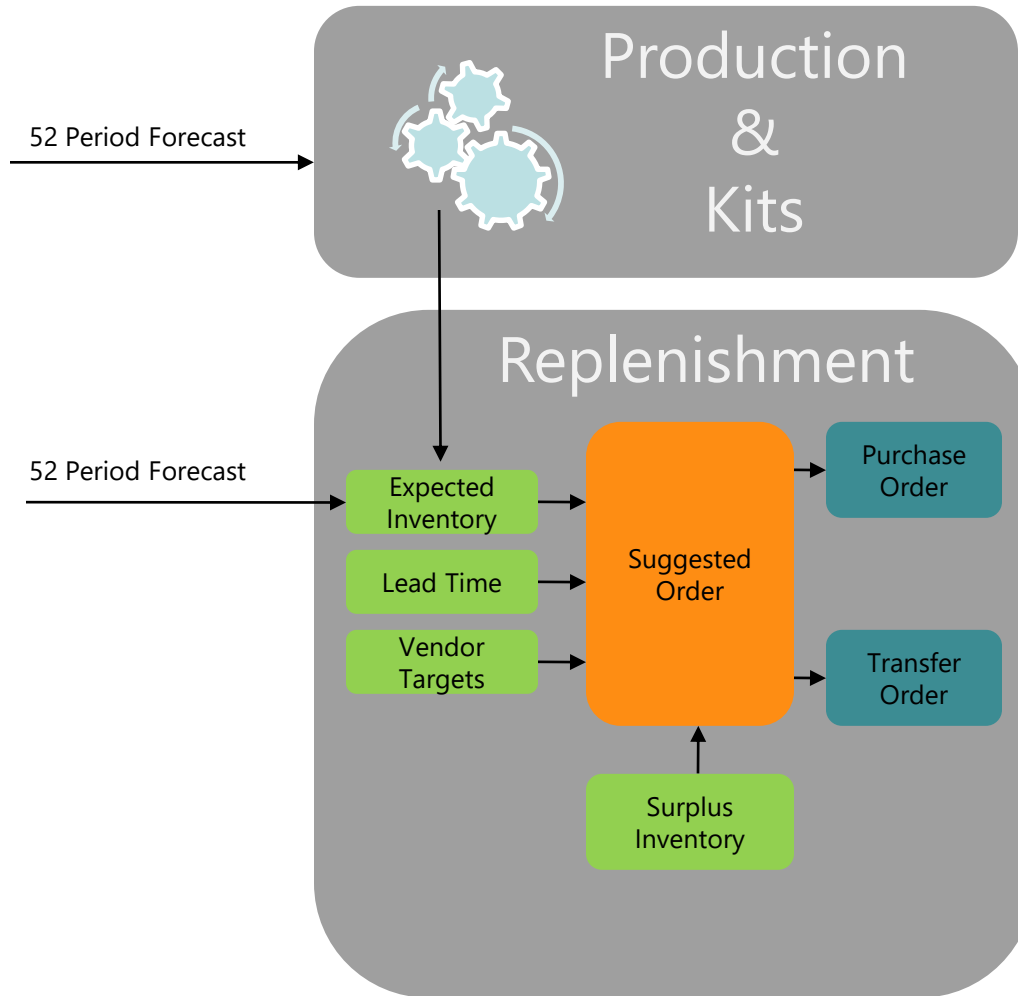 Production
&
Kits
52 Period Forecast
Replenishment
52 Period Forecast
Expected
Inventory
Lead Time
Vendor
Targets
Suggested
Order
Purchase
Order
Transfer
Order
Surplus
Inventory